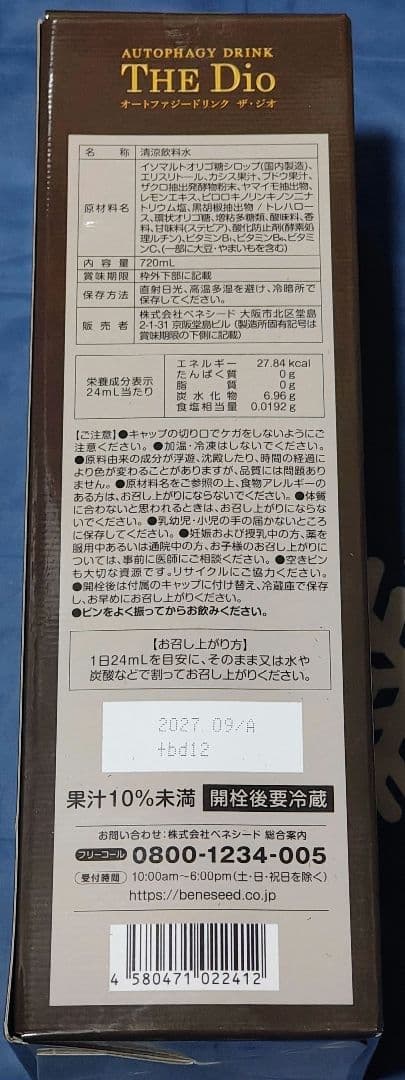 AUTOPHAGY DRINK
THE Dio
オートファジードリンク ザ・ジオ
名 称 清涼飲料水
原材料名 イソマルトオリゴ糖シロップ(国内製造)、
エリスリトール、カシス果汁、ブドウ果汁、
ザクロ抽出発酵物粉末、ヤマイモ抽出物、
レモンエキス、ピロロキノリンキノンニナ
トリウム塩、黒胡椒抽出物 / トレハロー
ス、環状オリゴ糖、増粘多糖類、酸味料、香
料、甘味料(ステビア)、酸化防止剤(酵素処
理ルチン)、ビタミンB₁、ビタミンB₆、ビタミン
C、(一部に大豆・やまいもを含む)
内 容 量 720mL
賞味期限 枠外下部に記載
保存方法 直射日光、高温多湿を避け、冷暗所で
保存してください。
販 売 者 株式会社ベネシード 大阪市北区堂島
2-1-31 京阪堂島ビル (製造所固有記号は
賞味期限の下側に記載)
栄養成分表示
24mL当たり
エネルギー 27.84 kcal
たんぱく質 0 g
脂質 0 g
炭水化物 6.96 g
食塩相当量 0.0192 g
【ご注意】●キャップの切り口でケガをしないようにご
注意ください。●加温・冷凍はしないでください。
●原料由来の成分が浮遊、沈殿したり、時間の経過に
より色が変わることがありますが、品質には問題あり
ません。●原材料名をご参照の上、食物アレルギーの
ある方は、お召し上がりにならないでください。●体質
に合わないと思われるときは、お召し上がりにならな
いでください。●乳幼児・小児の手の届かないところ
に保存してください。●妊娠および授乳中の方、薬を
服用中あるいは通院中の方、お子様のお召し上がりに
ついては、事前に医師にご相談ください。●空きビン
も大切な資源です。リサイクルにご協力ください。
●開栓後は付属のキャップに付け替え、冷蔵庫で保存
し、お早めにお召し上がりください。
●ビンをよく振ってからお飲みください。
【お召し上がり方】
1日24mLを目安に、そのまま又は水や
炭酸などで割ってお召し上がりください。
2027.09/A
+bd12
果汁10%未満 開栓後要冷蔵
お問い合わせ:株式会社ベネシード 総合案内
フリーコール 0800-1234-005
受付時間 10:00am~6:00pm(土・日・祝日を除く)
https://beneseed.co.jp
4 580471 022412